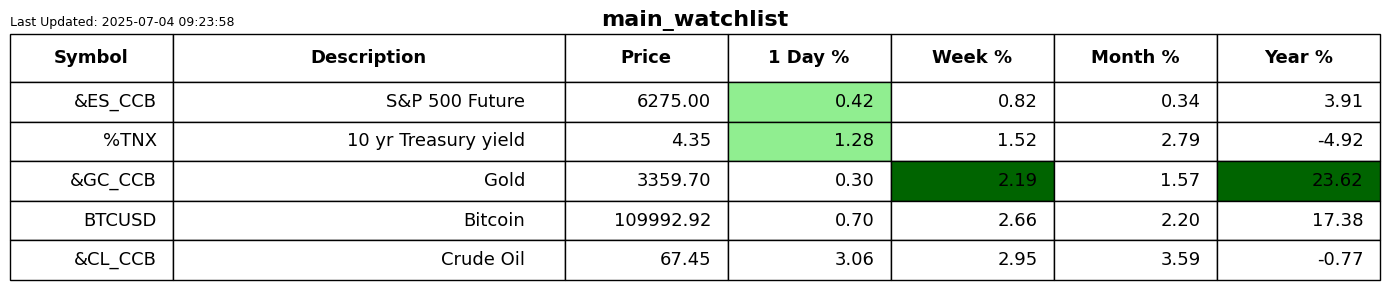 Last Updated: 2025-07-04 09:23:58
main_watchlist
Symbol Description Price 1 Day % Week % Month % Year %
&ES_CCB S&P 500 Future 6275.00 0.42 0.82 0.34 3.91
%TNX 10 yr Treasury yield 4.35 1.28 1.52 2.79 -4.92
&GC_CCB Gold 3359.70 0.30 2.19 1.57 23.62
BTCUSD Bitcoin 109992.92 0.70 2.66 2.20 17.38
&CL_CCB Crude Oil 67.45 3.06 2.95 3.59 -0.77